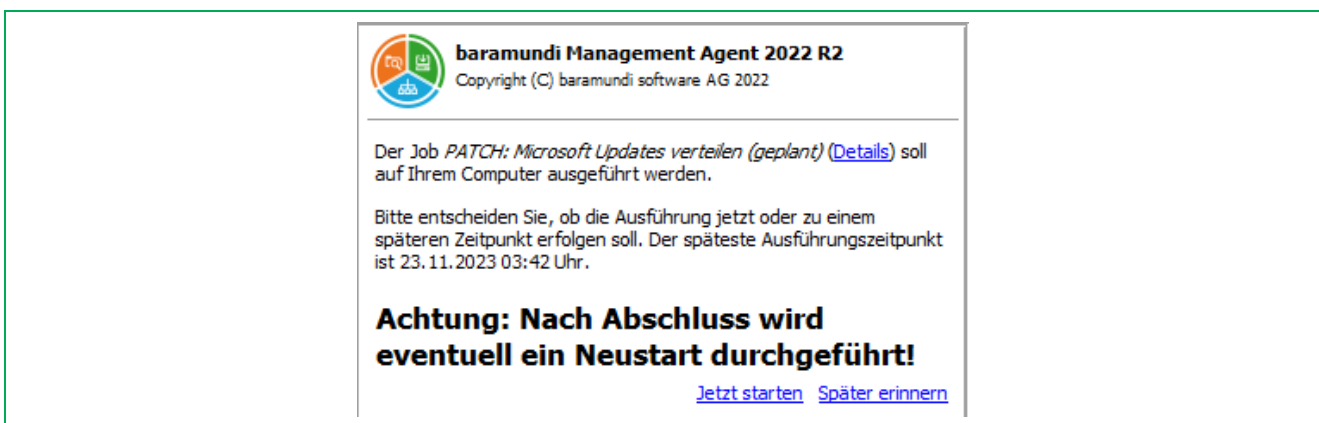 baramundi Management Agent 2022 R2
Copyright (C) baramundi software AG 2022
Der Job PATCH: Microsoft Updates verteilen (geplant) (Details) soll
auf Ihrem Computer ausgeführt werden.
Bitte entscheiden Sie, ob die Ausführung jetzt oder zu einem
späteren Zeitpunkt erfolgen soll. Der späteste Ausführungszeitpunkt
ist 23.11.2023 03:42 Uhr.
Achtung: Nach Abschluss wird
eventuell ein Neustart durchgeführt!
Jetzt starten Später erinnern